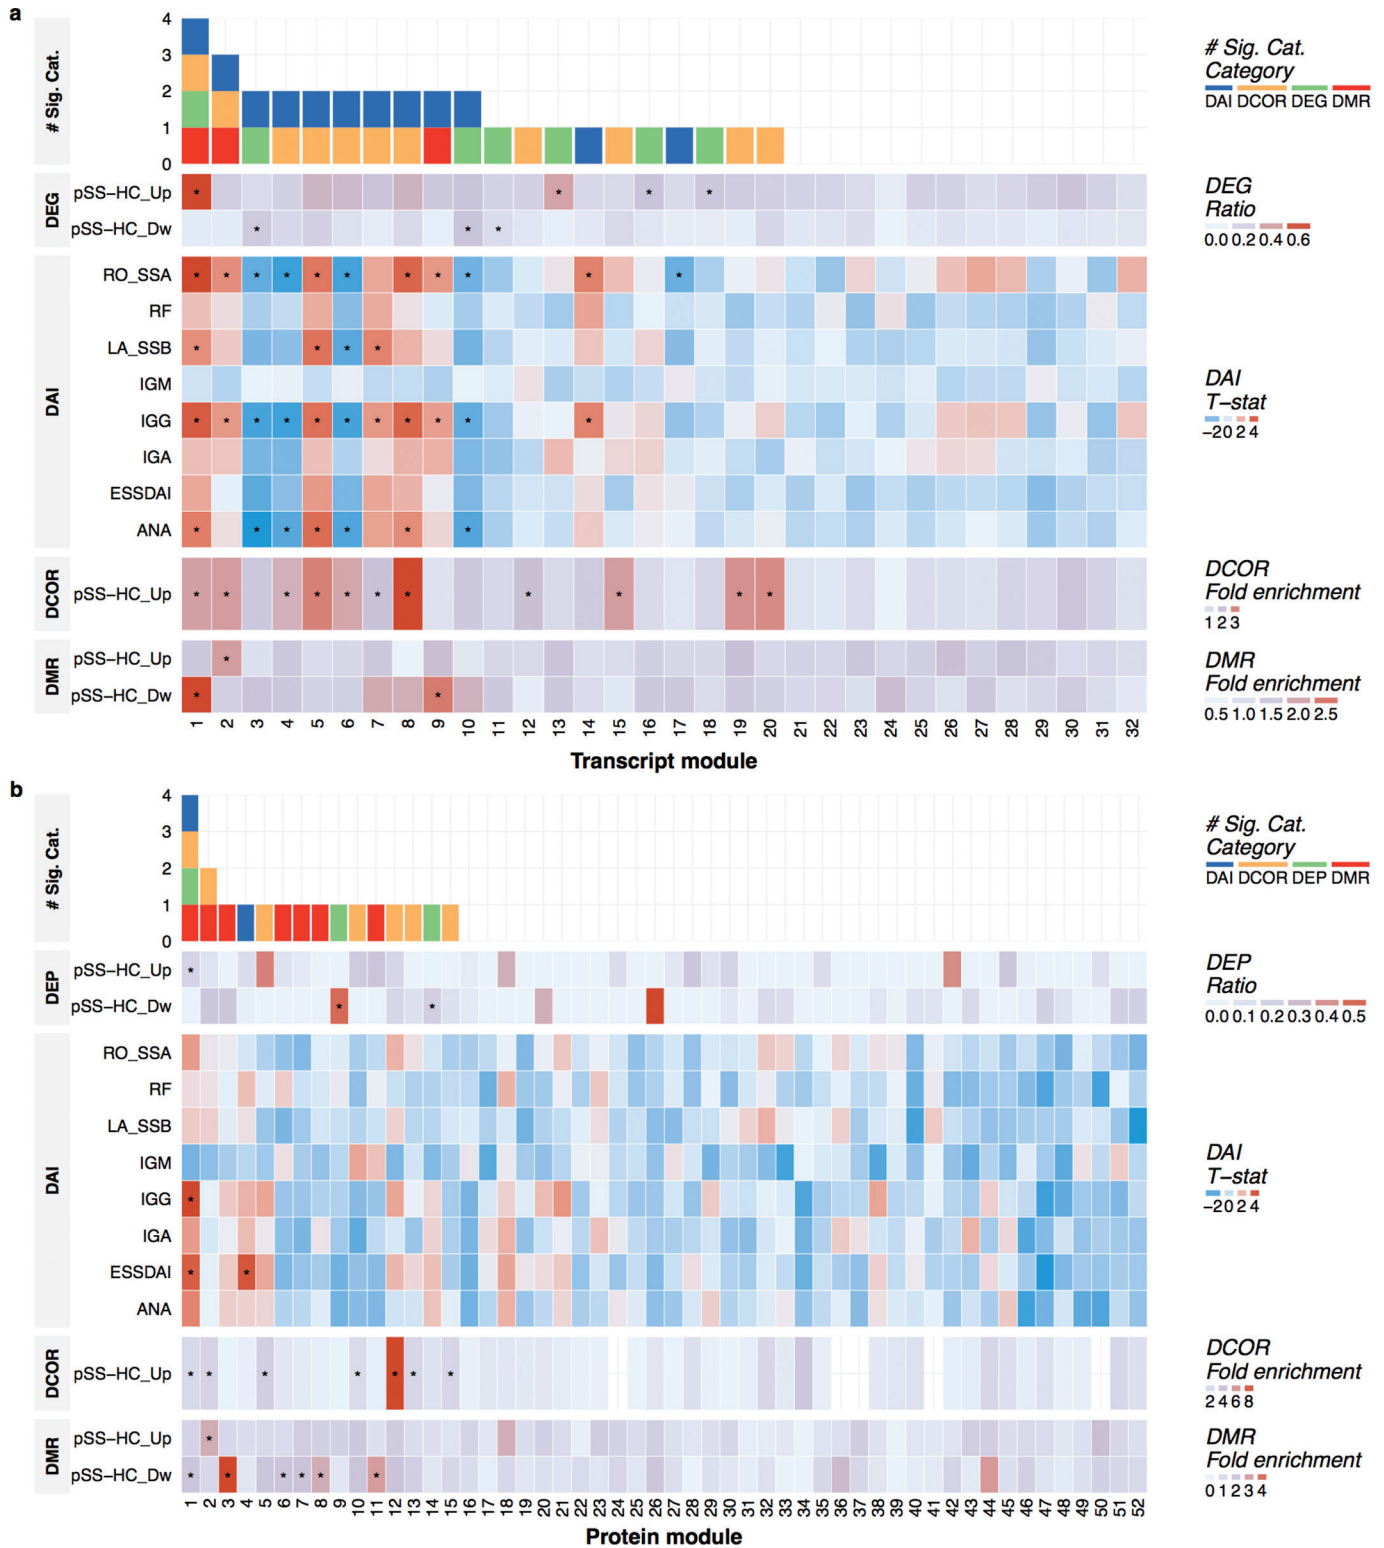 a
# Sig. Cat.
4
3
2
1
0
# Sig. Cat.
Category
DAI DCOR DEG DMR
DEG
pSS-HC_Up
* * * *
pSS-HC_Dw
* * *
DEG
Ratio
0.0 0.2 0.4 0.6
DAI
RO_SSA
* * * * * * * * * * *
RF
LA_SSB
* * * *
IGM
IGG
* * * * * * * * * * *
IGA
ESSDAI
ANA
* * * * * * *
DAI
T-stat
-2 0 2 4
DCOR
pSS-HC_Up
* * * * * * * * * * *
DCOR
Fold enrichment
1 2 3
DMR
pSS-HC_Up
*
pSS-HC_Dw
* *
DMR
Fold enrichment
0.5 1.0 1.5 2.0 2.5
1 2 3 4 5 6 7 8 9 10 11 12 13 14 15 16 17 18 19 20 21 22 23 24 25 26 27 28 29 30 31 32
Transcript module
b
# Sig. Cat.
4
3
2
1
0
# Sig. Cat.
Category
DAI DCOR DEP DMR
DEP
pSS-HC_Up
*
pSS-HC_Dw
* *
DEP
Ratio
0.0 0.1 0.2 0.3 0.4 0.5
DAI
RO_SSA
RF
LA_SSB
IGM
IGG
*
IGA
ESSDAI
* *
ANA
DAI
T-stat
-2 0 2 4
DCOR
pSS-HC_Up
* * * * * * *
DCOR
Fold enrichment
2 4 6 8
DMR
pSS-HC_Up
*
pSS-HC_Dw
* * * * * *
DMR
Fold enrichment
0 1 2 3 4
1 2 3 4 5 6 7 8 9 10 11 12 13 14 15 16 17 18 19 20 21 22 23 24 25 26 27 28 29 30 31 32 33 34 35 36 37 38 39 40 41 42 43 44 45 46 47 48 49 50 51 52
Protein module